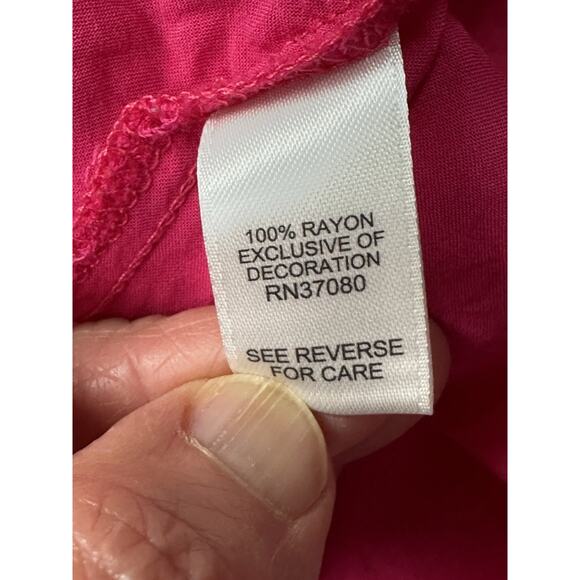 100% RAYON
EXCLUSIVE OF
DECORATION
RN37080
SEE REVERSE
FOR CARE